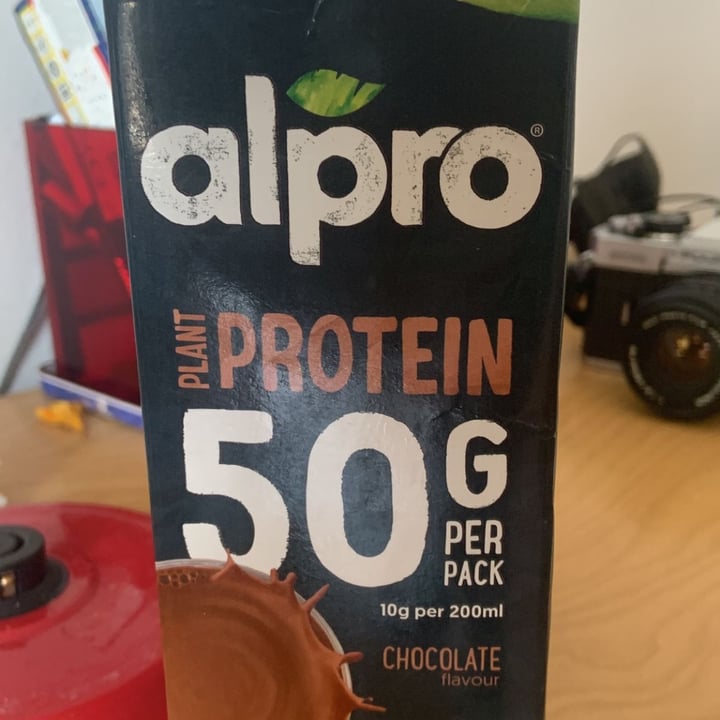 alpro®
PLANT PROTEIN
50G
PER
PACK
10g per 200ml
CHOCOLATE
flavour